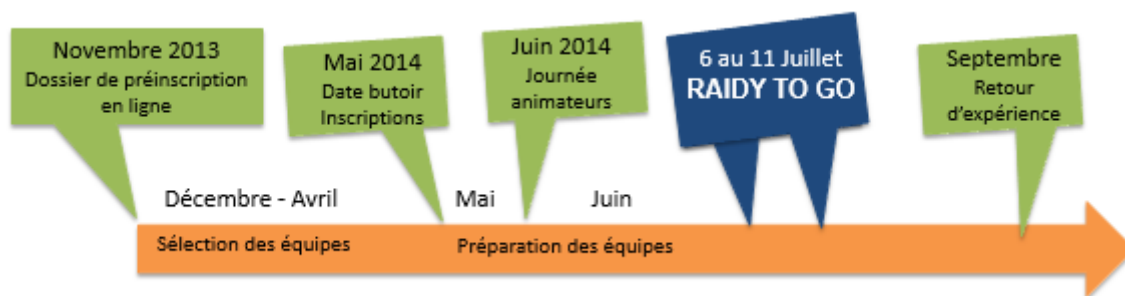 Novembre 2013
Dossier de préinscription
en ligne
Mai 2014
Date butoir
Inscriptions
Juin 2014
Journée
animateurs
6 au 11 Juillet
RAIDY TO GO
Septembre
Retour
d'expérience
Décembre - Avril
Mai
Juin
Sélection des équipes
Préparation des équipes